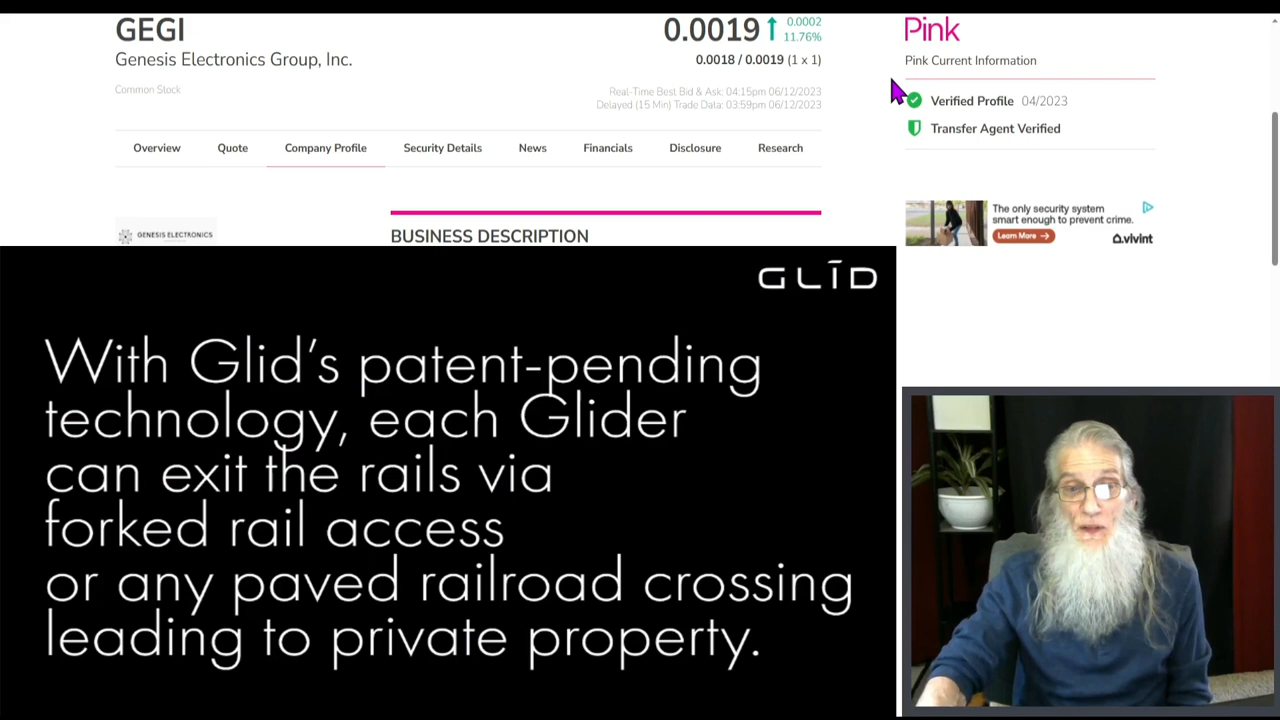 GEGI
Genesis Electronics Group, Inc.
Common Stock
0.0019
0.0002
11.76%
0.0018 / 0.0019 (1 x 1)
Real-Time Best Bid & Ask: 04:15pm 06/12/2023
Delayed (15 Min) Trade Data: 03:59pm 06/12/2023
Pink
Pink Current Information
Verified Profile 04/2023
Transfer Agent Verified
Overview Quote Company Profile Security Details News Financials Disclosure Research
GENESIS ELECTRONICS
BUSINESS DESCRIPTION
The only security system
smart enough to prevent crime.
Learn More
vivint
GLĪD
With Glid’s patent-pending
technology, each Glider
can exit the rails via
forked rail access
or any paved railroad crossing
leading to private property.